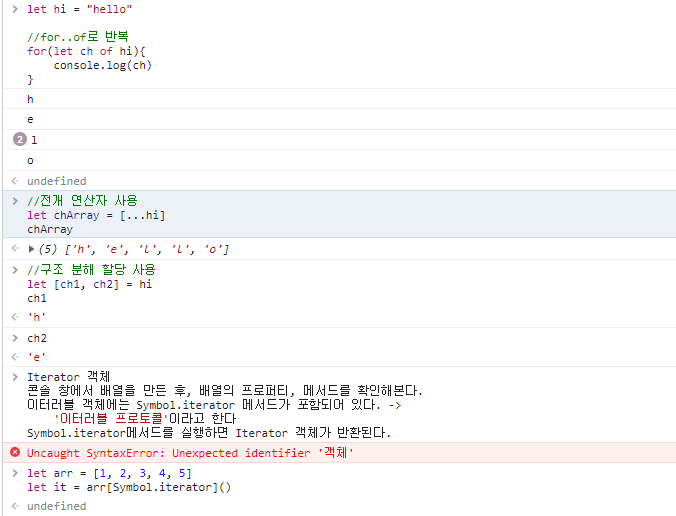 let hi = "hello"
//for..of로 반복
for(let ch of hi){
    console.log(ch)
}
h
e
2 l
o
undefined
//전개 연산자 사용
let chArray = [...hi]
chArray
(5) ['h', 'e', 'l', 'l', 'o']
//구조 분해 할당 사용
let [ch1, ch2] = hi
ch1
'h'
ch2
'e'
Iterator 객체
콘솔 창에서 배열을 만든 후, 배열의 프로퍼티, 메서드를 확인해본다.
이터러블 객체에는 Symbol.iterator 메서드가 포함되어 있다. ->
    '이터러블 프로토콜'이라고 한다
Symbol.iterator메서드를 실행하면 Iterator 객체가 반환된다.
Uncaught SyntaxError: Unexpected identifier '객체'
let arr = [1, 2, 3, 4, 5]
let it = arr[Symbol.iterator]()
undefined